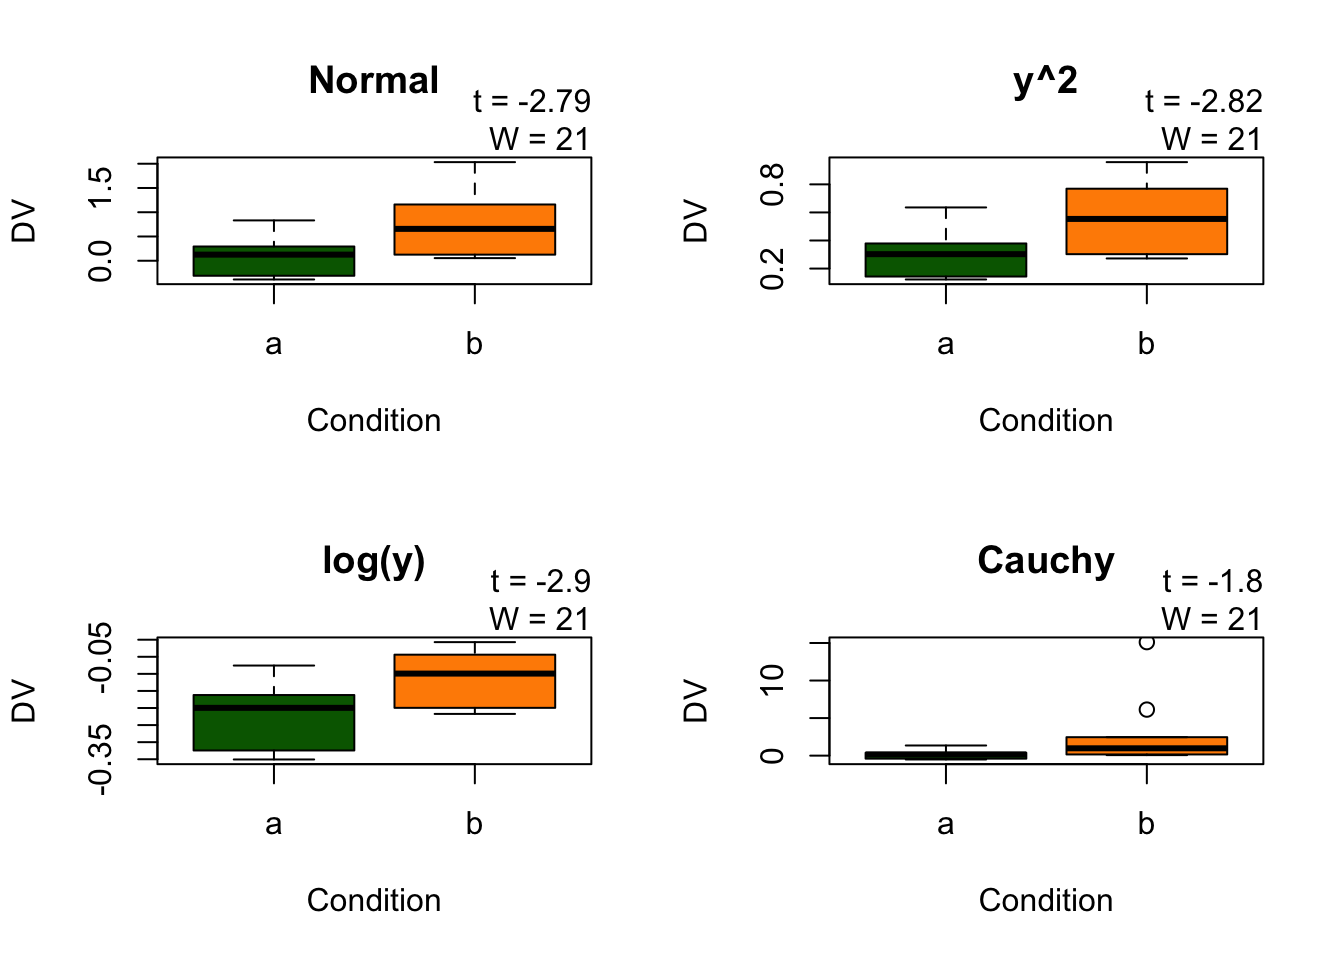 Normal
t = -2.79
W = 21
DV
1.5
0.0
a b
Condition
y^2
t = -2.82
W = 21
DV
0.8
0.2
a b
Condition
log(y)
t = -2.9
W = 21
DV
-0.05
-0.35
a b
Condition
Cauchy
t = -1.8
W = 21
DV
10
0
a b
Condition